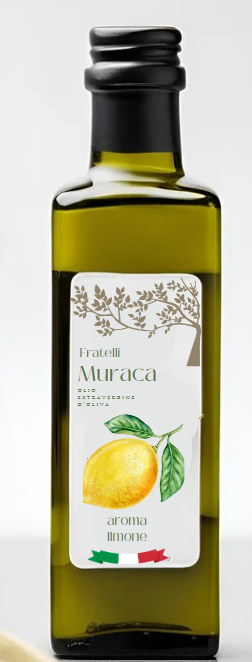 Fratelli
Muraca
OLIO
EXTRAVERGINE
D'OLIVA
aroma
limone